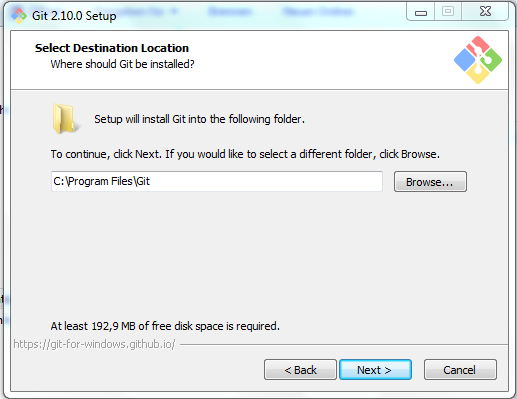 Brennen
Neuer Ordner
Git 2.10.0 Setup
Select Destination Location
Where should Git be installed?
Setup will install Git into the following folder.
To continue, click Next. If you would like to select a different folder, click Browse.
C:\Program Files\Git
Browse...
At least 192,9 MB of free disk space is required.
https://git-for-windows.github.io/
< Back
Next >
Cancel